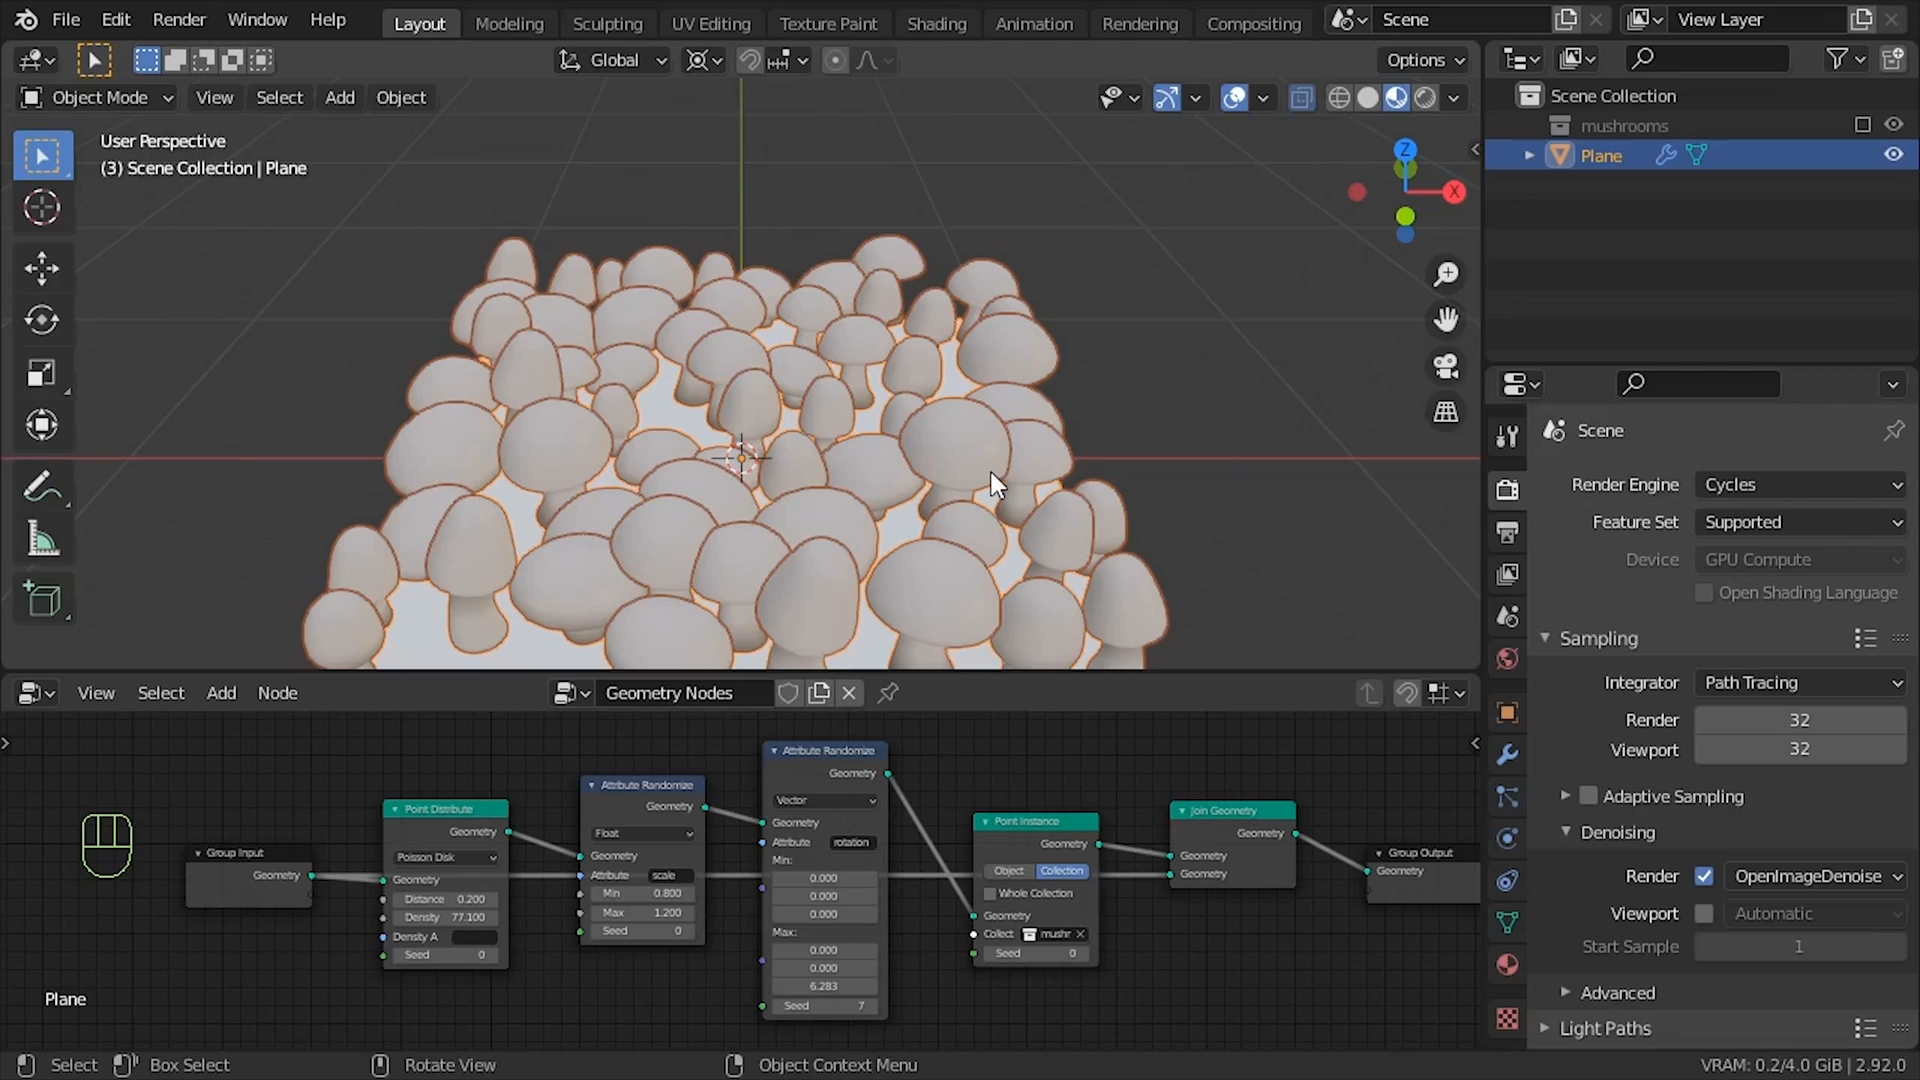 File Edit Render Window Help Layout Modeling Sculpting UV Editing Texture Paint Shading Animation Rendering Compositing Scene View Layer
Global Options
Object Mode View Select Add Object
User Perspective
(3) Scene Collection | Plane
Z
X
Scene Collection
mushrooms
Plane
Scene
Render Engine Cycles
Feature Set Supported
Device GPU Compute
Open Shading Language
Sampling
Integrator Path Tracing
Render 32
Viewport 32
Adaptive Sampling
Denoising
Render OpenImageDenoise
Viewport Automatic
Start Sample 1
Advanced
Light Paths
View Select Add Node Geometry Nodes
Group Input
Geometry
Point Distribute
Geometry
Poisson Disk
Geometry
Distance 0.200
Density 77.100
Density A
Seed 0
Attribute Randomize
Geometry
Float
Geometry
Attribute scale
Min 0.800
Max 1.200
Seed 0
Attribute Randomize
Geometry
Vector
Geometry
Attribute rotation
Min:
0.000
0.000
0.000
Max:
0.000
0.000
6.283
Seed 7
Point Instance
Geometry
Object Collection
Whole Collection
Geometry
Collect mushr
Seed 0
Join Geometry
Geometry
Geometry
Geometry
Group Output
Geometry
Plane
Select Box Select Rotate View Object Context Menu VRAM: 0.2/4.0 GiB | 2.92.0